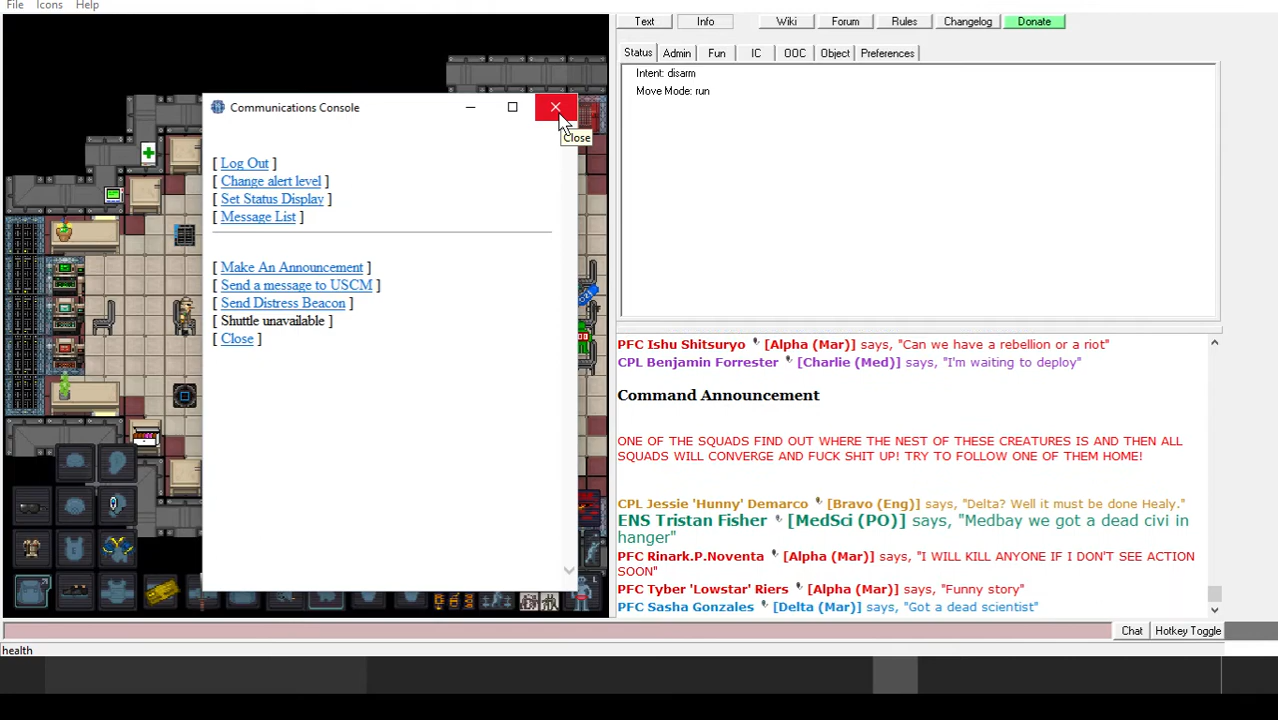 File Icons Help
Text Info Wiki Forum Rules Changelog Donate
Status Admin Fun IC OOC Object Preferences
Intent: disarm
Move Mode: run
Communications Console
Close
[ Log Out ]
[ Change alert level ]
[ Set Status Display ]
[ Message List ]
[ Make An Announcement ]
[ Send a message to USCM ]
[ Send Distress Beacon ]
[ Shuttle unavailable ]
[ Close ]
PFC Ishu Shitsuryo [Alpha (Mar)] says, "Can we have a rebellion or a riot"
CPL Benjamin Forrester [Charlie (Med)] says, "I'm waiting to deploy"
Command Announcement
ONE OF THE SQUADS FIND OUT WHERE THE NEST OF THESE CREATURES IS AND THEN ALL
SQUADS WILL CONVERGE AND FUCK SHIT UP! TRY TO FOLLOW ONE OF THEM HOME!
CPL Jessie 'Hunny' Demarco [Bravo (Eng)] says, "Delta? Well it must be done Healy."
ENS Tristan Fisher [MedSci (PO)] says, "Medbay we got a dead civi in
hanger"
PFC Rinark.P.Noventa [Alpha (Mar)] says, "I WILL KILL ANYONE IF I DON'T SEE ACTION
SOON"
PFC Tyber 'Lowstar' Riers [Alpha (Mar)] says, "Funny story"
PFC Sasha Gonzales [Delta (Mar)] says, "Got a dead scientist"
Chat Hotkey Toggle
health